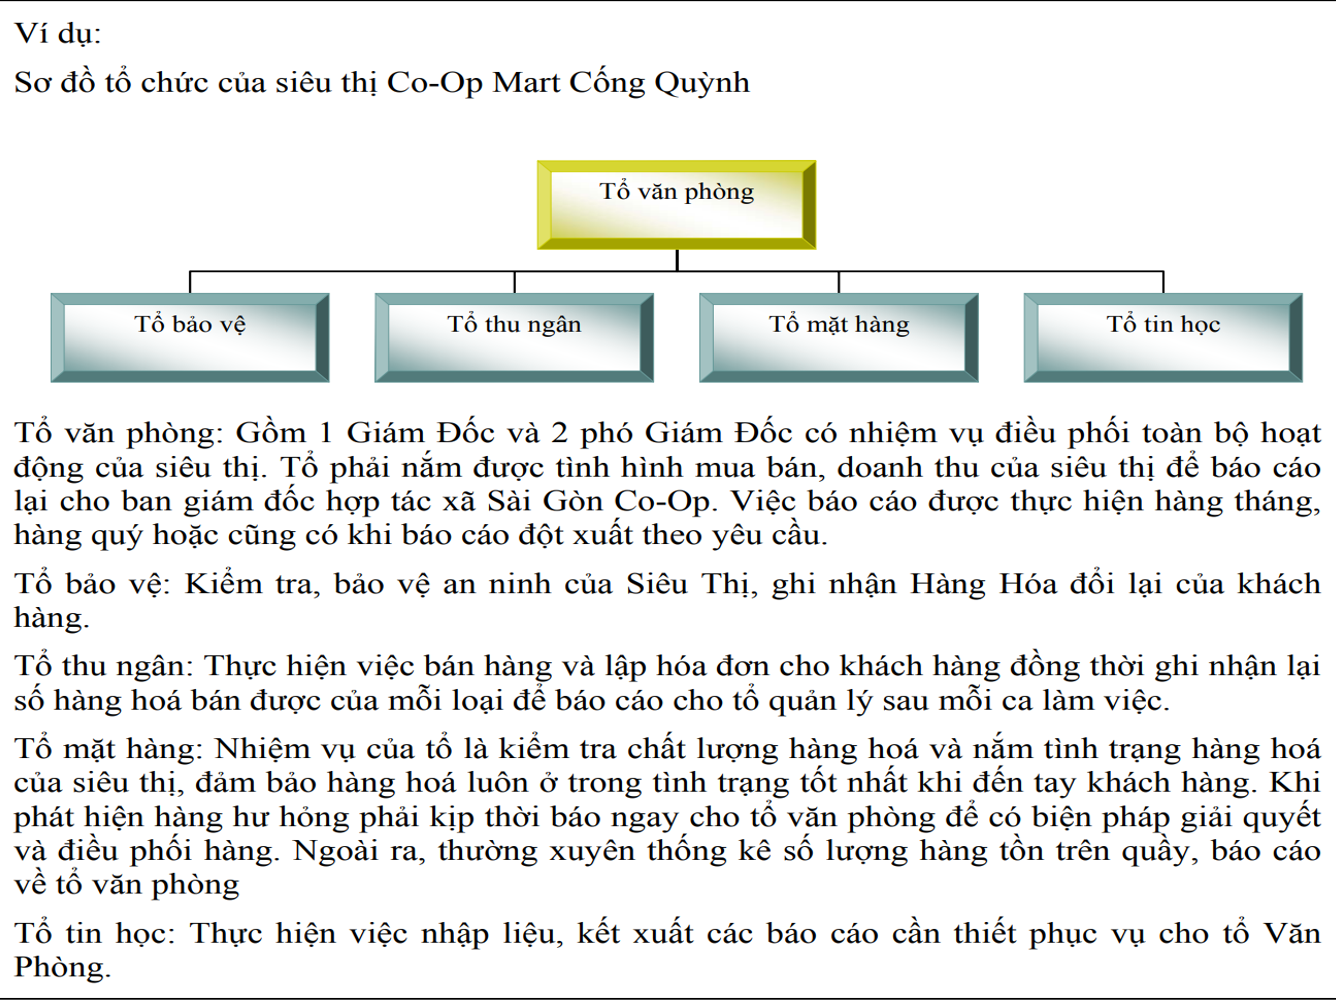 Ví dụ:
Sơ đồ tổ chức của siêu thị Co-Op Mart Cống Quỳnh
Tổ văn phòng
Tổ bảo vệ
Tổ thu ngân
Tổ mặt hàng
Tổ tin học
Tổ văn phòng: Gồm 1 Giám Đốc và 2 phó Giám Đốc có nhiệm vụ điều phối toàn bộ hoạt
động của siêu thị. Tổ phải nắm được tình hình mua bán, doanh thu của siêu thị để báo cáo
lại cho ban giám đốc hợp tác xã Sài Gòn Co-Op. Việc báo cáo được thực hiện hàng tháng,
hàng quý hoặc cũng có khi báo cáo đột xuất theo yêu cầu.
Tổ bảo vệ: Kiểm tra, bảo vệ an ninh của Siêu Thị, ghi nhận Hàng Hóa đổi lại của khách
hàng.
Tổ thu ngân: Thực hiện việc bán hàng và lập hóa đơn cho khách hàng đồng thời ghi nhận lại
số hàng hoá bán được của mỗi loại để báo cáo cho tổ quản lý sau mỗi ca làm việc.
Tổ mặt hàng: Nhiệm vụ của tổ là kiểm tra chất lượng hàng hoá và nắm tình trạng hàng hoá
của siêu thị, đảm bảo hàng hoá luôn ở trong tình trạng tốt nhất khi đến tay khách hàng. Khi
phát hiện hàng hư hỏng phải kịp thời báo ngay cho tổ văn phòng để có biện pháp giải quyết
và điều phối hàng. Ngoài ra, thường xuyên thống kê số lượng hàng tồn trên quầy, báo cáo
về tổ văn phòng
Tổ tin học: Thực hiện việc nhập liệu, kết xuất các báo cáo cần thiết phục vụ cho tổ Văn
Phòng.